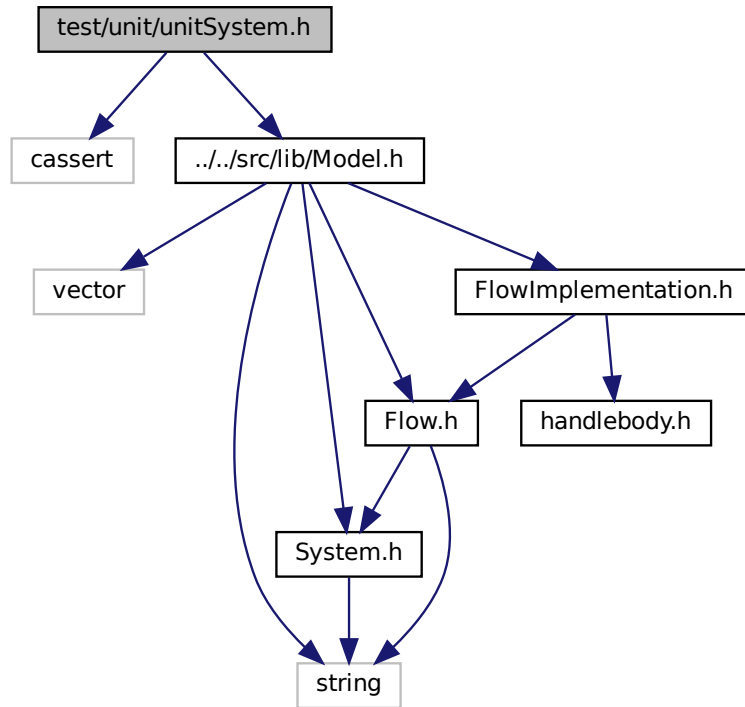 test/unit/unitSystem.h
cassert
../../src/lib/Model.h
vector
FlowImplementation.h
Flow.h
handlebody.h
System.h
string